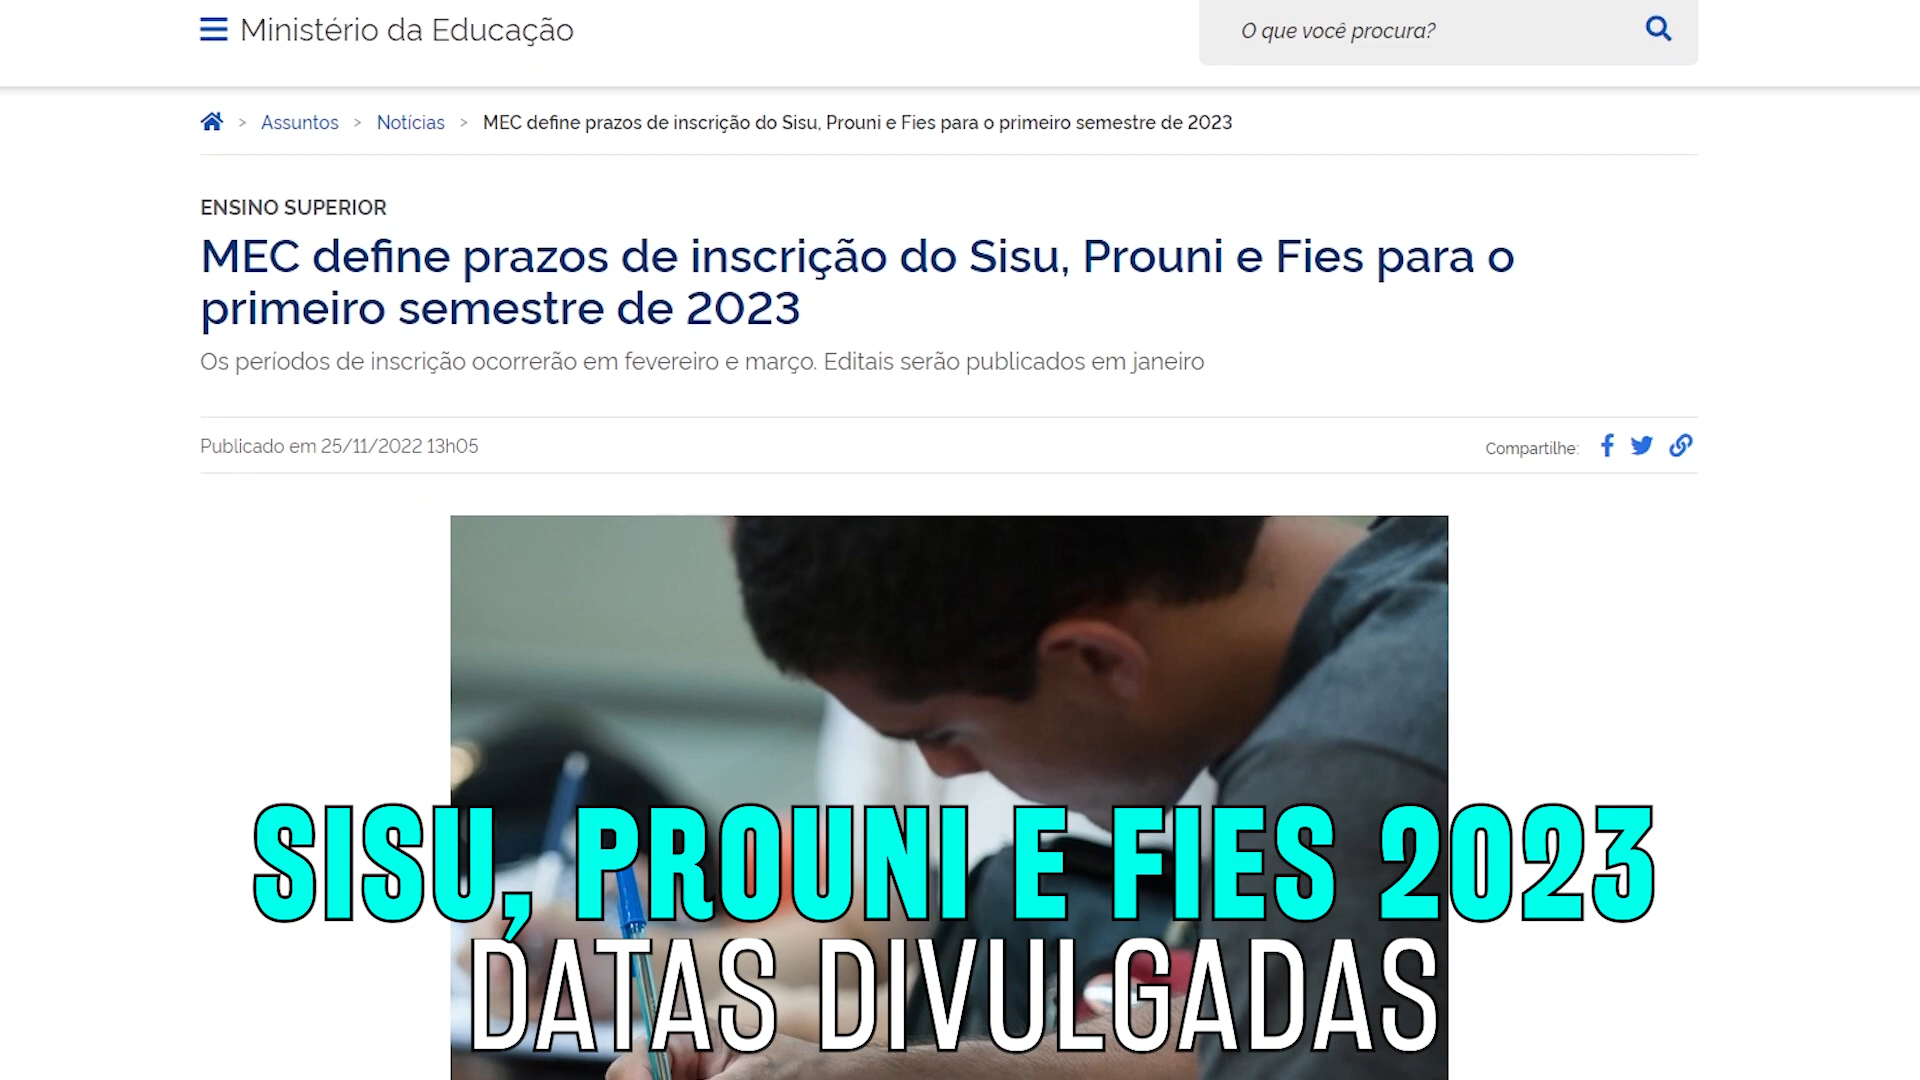 Ministério da Educação
O que você procura?
> Assuntos > Notícias > MEC define prazos de inscrição do Sisu, Prouni e Fies para o primeiro semestre de 2023
ENSINO SUPERIOR
MEC define prazos de inscrição do Sisu, Prouni e Fies para o
primeiro semestre de 2023
Os períodos de inscrição ocorrerão em fevereiro e março. Editais serão publicados em janeiro
Publicado em 25/11/2022 13h05
Compartilhe:
SISU, PROUNI E FIES 2023
DATAS DIVULGADAS